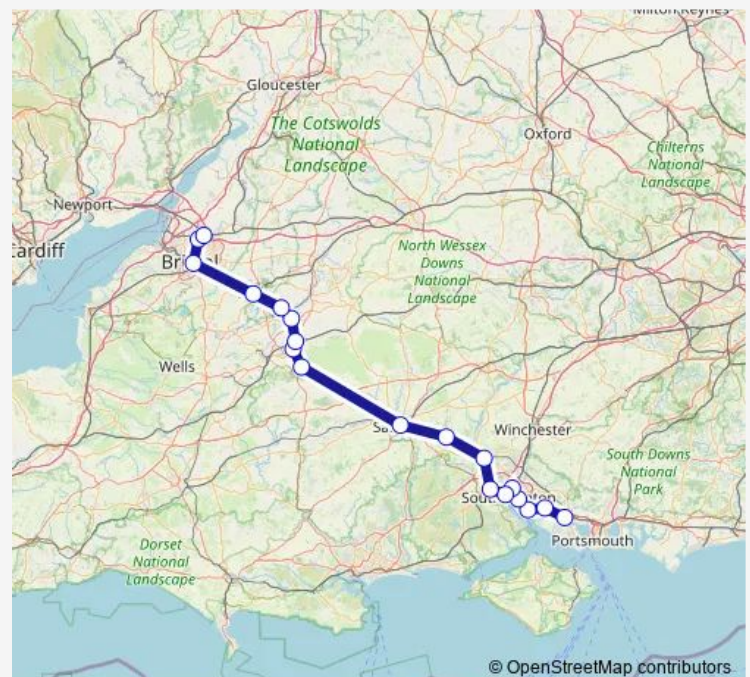 Gloucester
The Cotswolds
National
Landscape
Oxford
Chilterns
National
Landscape
Newport
North Wessex
Downs
National
Landscape
Wells
Winchester
South Downs
National
Park
Portsmouth
Dorset
National
Landscape
© OpenStreetMap contributors